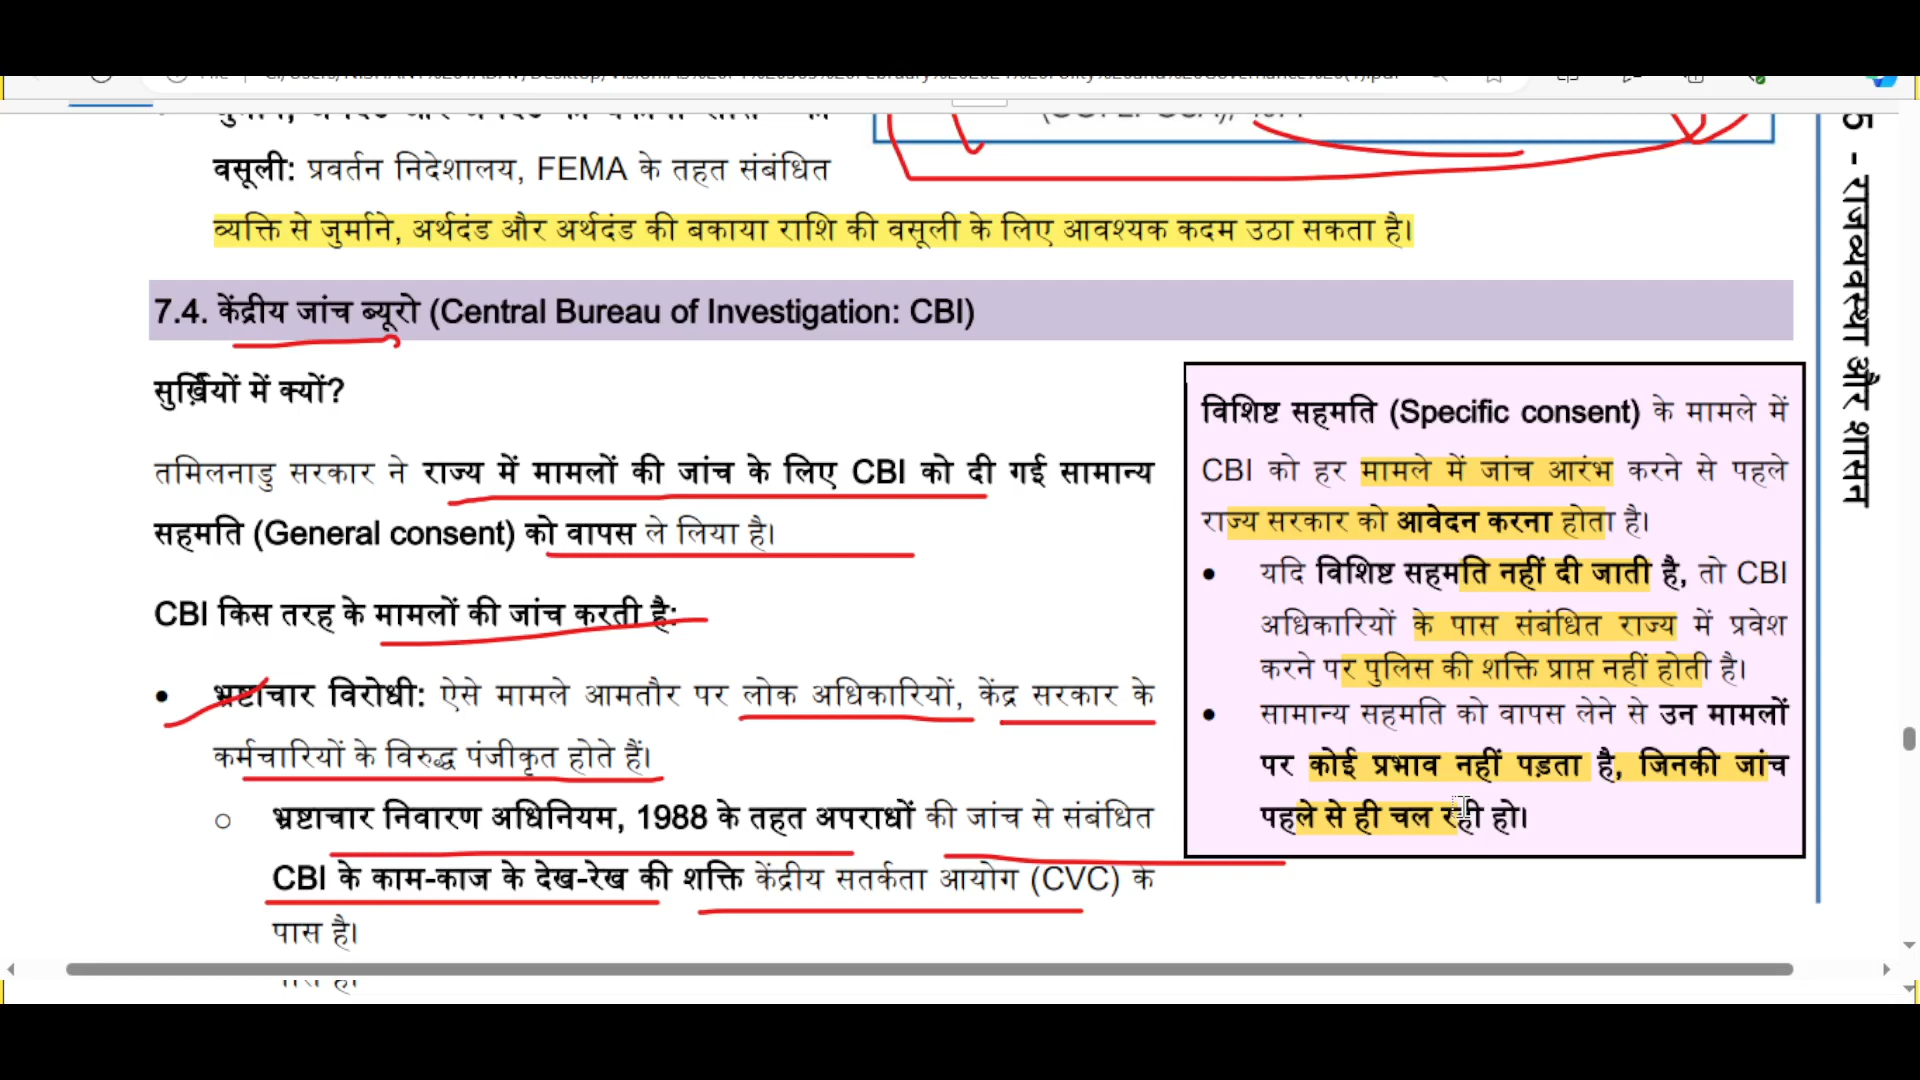 वसूली: प्रवर्तन निदेशालय, FEMA के तहत संबंधित
व्यक्ति से जुर्माने, अर्थदंड और अर्थदंड की बकाया राशि की वसूली के लिए आवश्यक कदम उठा सकता है।
7.4. केंद्रीय जांच ब्यूरो (Central Bureau of Investigation: CBI)
सुर्ख़ियों में क्यों?
तमिलनाडु सरकार ने राज्य में मामलों की जांच के लिए CBI को दी गई सामान्य
सहमति (General consent) को वापस ले लिया है।
CBI किस तरह के मामलों की जांच करती है:
• भ्रष्टाचार विरोधी: ऐसे मामले आमतौर पर लोक अधिकारियों, केंद्र सरकार के
कर्मचारियों के विरुद्ध पंजीकृत होते हैं।
○ भ्रष्टाचार निवारण अधिनियम, 1988 के तहत अपराधों की जांच से संबंधित
CBI के काम-काज के देख-रेख की शक्ति केंद्रीय सतर्कता आयोग (CVC) के
पास है।
विशिष्ट सहमति (Specific consent) के मामले में
CBI को हर मामले में जांच आरंभ करने से पहले
राज्य सरकार को आवेदन करना होता है।
• यदि विशिष्ट सहमति नहीं दी जाती है, तो CBI
अधिकारियों के पास संबंधित राज्य में प्रवेश
करने पर पुलिस की शक्ति प्राप्त नहीं होती है।
• सामान्य सहमति को वापस लेने से उन मामलों
पर कोई प्रभाव नहीं पड़ता है, जिनकी जांच
पहले से ही चल रही हो।
5 - राजव्यवस्था और शासन